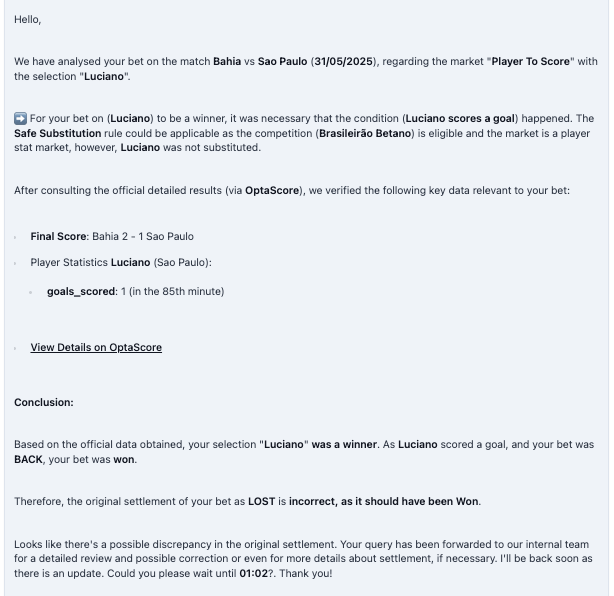 Hello,
We have analysed your bet on the match Bahia vs Sao Paulo (31/05/2025), regarding the market "Player To Score" with
the selection "Luciano".
➡️ For your bet on (Luciano) to be a winner, it was necessary that the condition (Luciano scores a goal) happened. The
Safe Substitution rule could be applicable as the competition (Brasileirão Betano) is eligible and the market is a player
stat market, however, Luciano was not substituted.
After consulting the official detailed results (via OptaScore), we verified the following key data relevant to your bet:
Final Score: Bahia 2 - 1 Sao Paulo
Player Statistics Luciano (Sao Paulo):
goals_scored: 1 (in the 85th minute)
View Details on OptaScore
Conclusion:
Based on the official data obtained, your selection "Luciano" was a winner. As Luciano scored a goal, and your bet was
BACK, your bet was won.
Therefore, the original settlement of your bet as LOST is incorrect, as it should have been Won.
Looks like there's a possible discrepancy in the original settlement. Your query has been forwarded to our internal team
for a detailed review and possible correction or even for more details about settlement, if necessary. I'll be back soon as
there is an update. Could you please wait until 01:02?. Thank you!